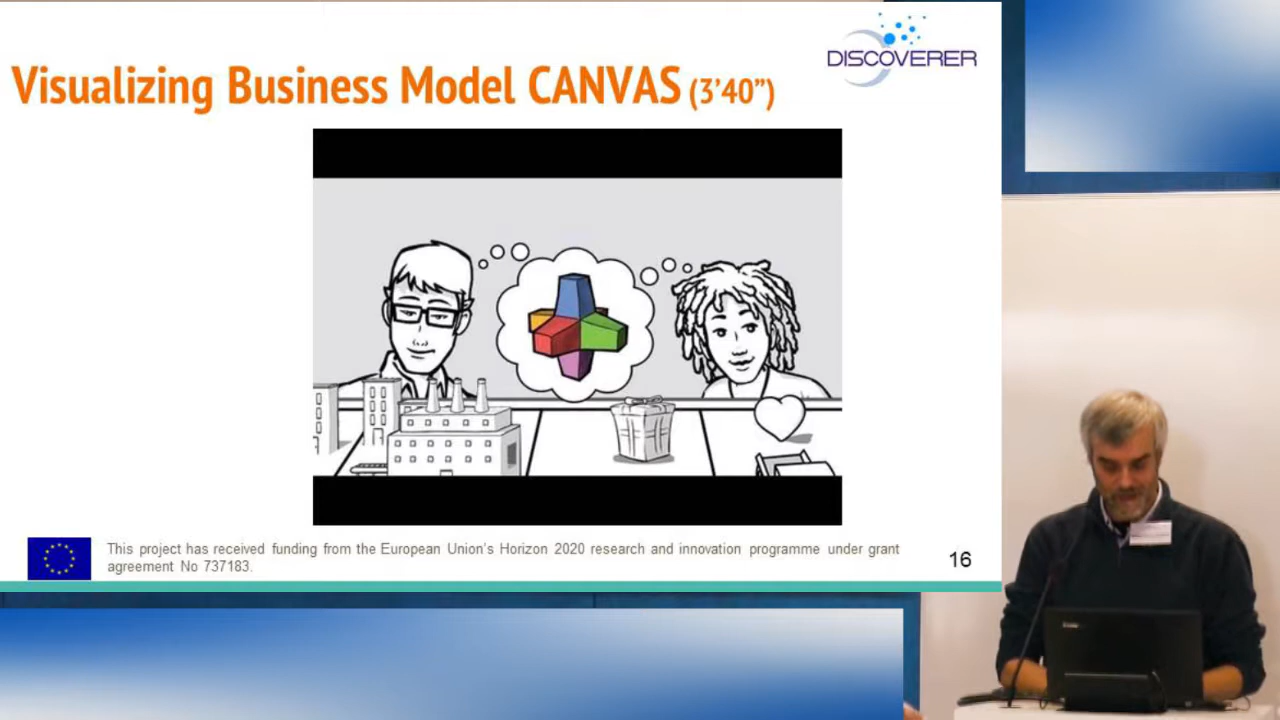 DISCOVERER
Visualizing Business Model CANVAS (3'40")
This project has received funding from the European Union's Horizon 2020 research and innovation programme under grant
agreement No 737183.
16